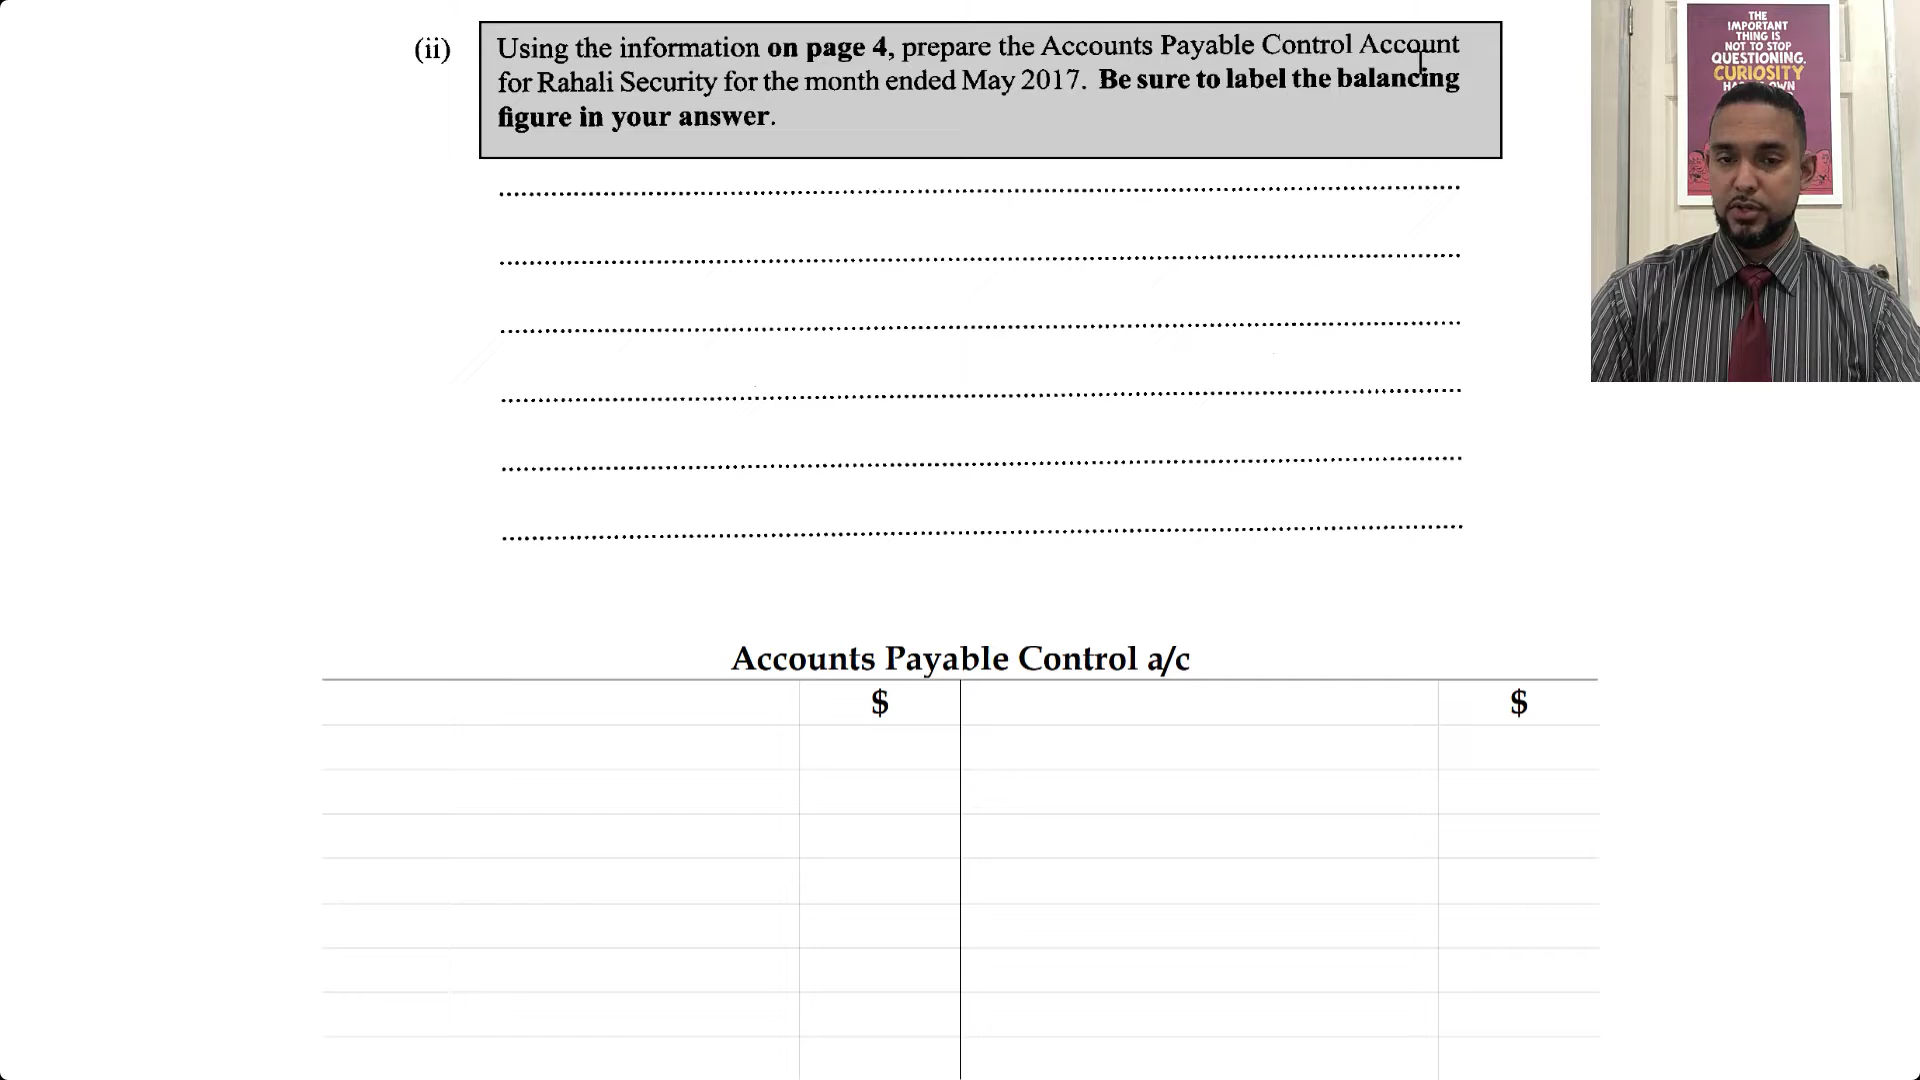 (ii) Using the information on page 4, prepare the Accounts Payable Control Account
for Rahali Security for the month ended May 2017. Be sure to label the balancing
figure in your answer.
THE
IMPORTANT
THING IS
NOT TO STOP
QUESTIONING.
CURIOSITY
OWN
Accounts Payable Control a/c
$ $